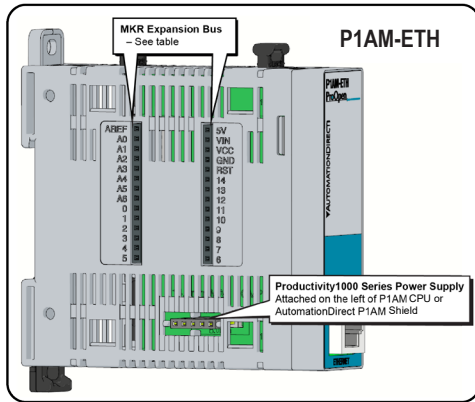 MKR Expansion Bus
– See table
P1AM-ETH
P1AM-ETH
ProOpen
AUTOMATIONDIRECT
AREF
A0
A1
A2
A3
A4
A5
A6
0
1
2
3
4
5
5V
VIN
VCC
GND
RST
14
13
12
11
10
9
8
7
6
Productivity1000 Series Power Supply
Attached on the left of P1AM CPU or
AutomationDirect P1AM Shield
ETHERNET